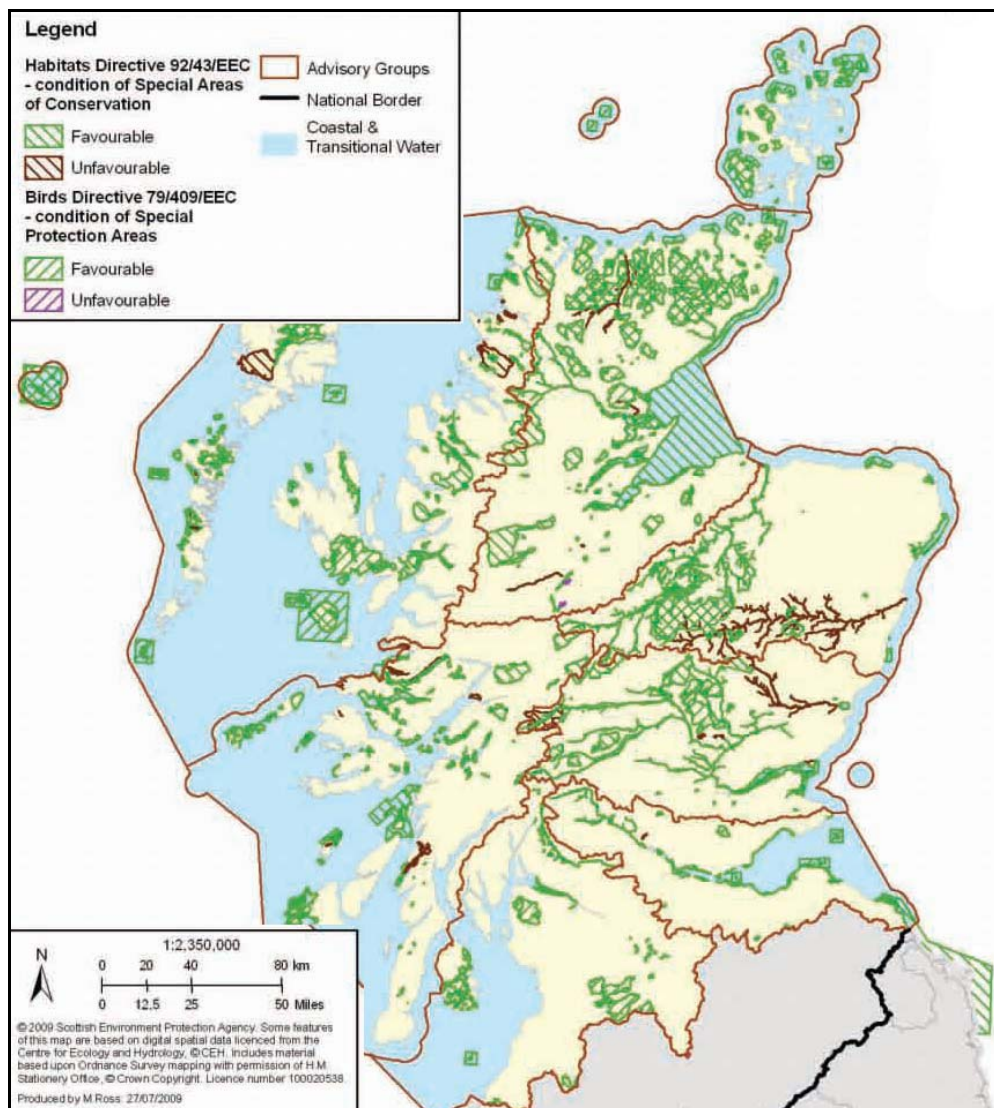 Legend
Habitats Directive 92/43/EEC
- condition of Special Areas
of Conservation
Favourable
Unfavourable
Birds Directive 79/409/EEC
- condition of Special
Protection Areas
Favourable
Unfavourable
Advisory Groups
National Border
Coastal &
Transitional Water
N
1:2,350,000
0 20 40 80 km
0 12.5 25 50 Miles
© 2009 Scottish Environment Protection Agency. Some features
of this map are based on digital spatial data licenced from the
Centre for Ecology and Hydrology, © CEH. Includes material
based upon Ordnance Survey mapping with permission of H.M.
Stationery Office, © Crown Copyright. Licence number 100020538.
Produced by M.Ross: 27/07/2009